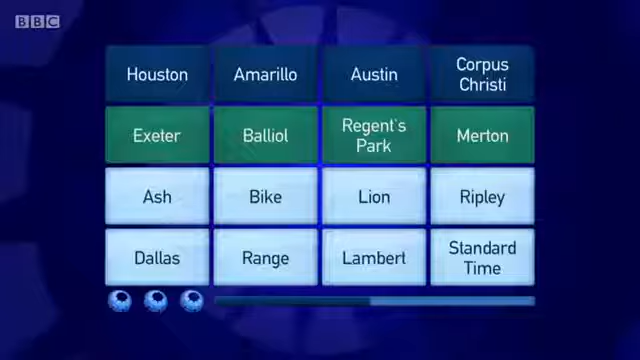 BBC
Houston
Amarillo
Austin
Corpus
Christi
Exeter
Balliol
Regent's
Park
Merton
Ash
Bike
Lion
Ripley
Dallas
Range
Lambert
Standard
Time